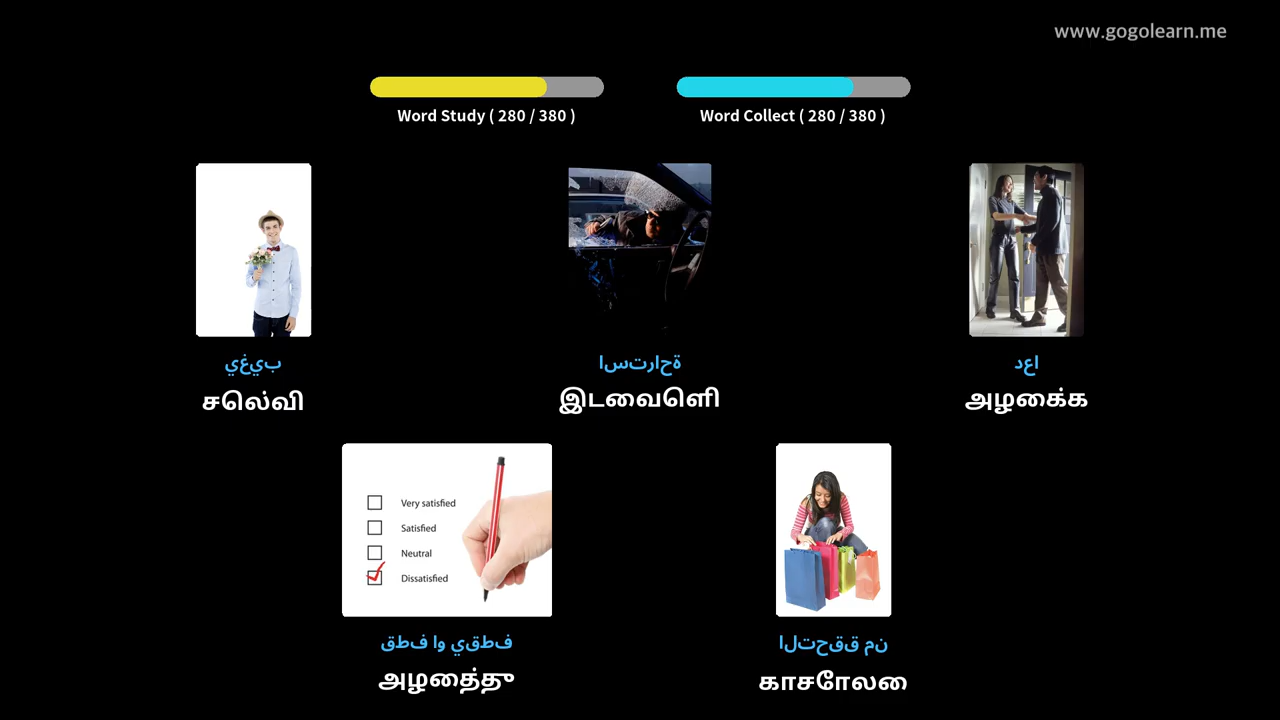 www.gogolearn.me
Word Study ( 280 / 380 )
Word Collect ( 280 / 380 )
يغيب
செல்வி
استراحة
இடைவெளி
دعا
அழைக்க
Very satisfied
Satisfied
Neutral
Dissatisfied
قطف او يقطف
அழைத்து
التحقق من
காசோலை